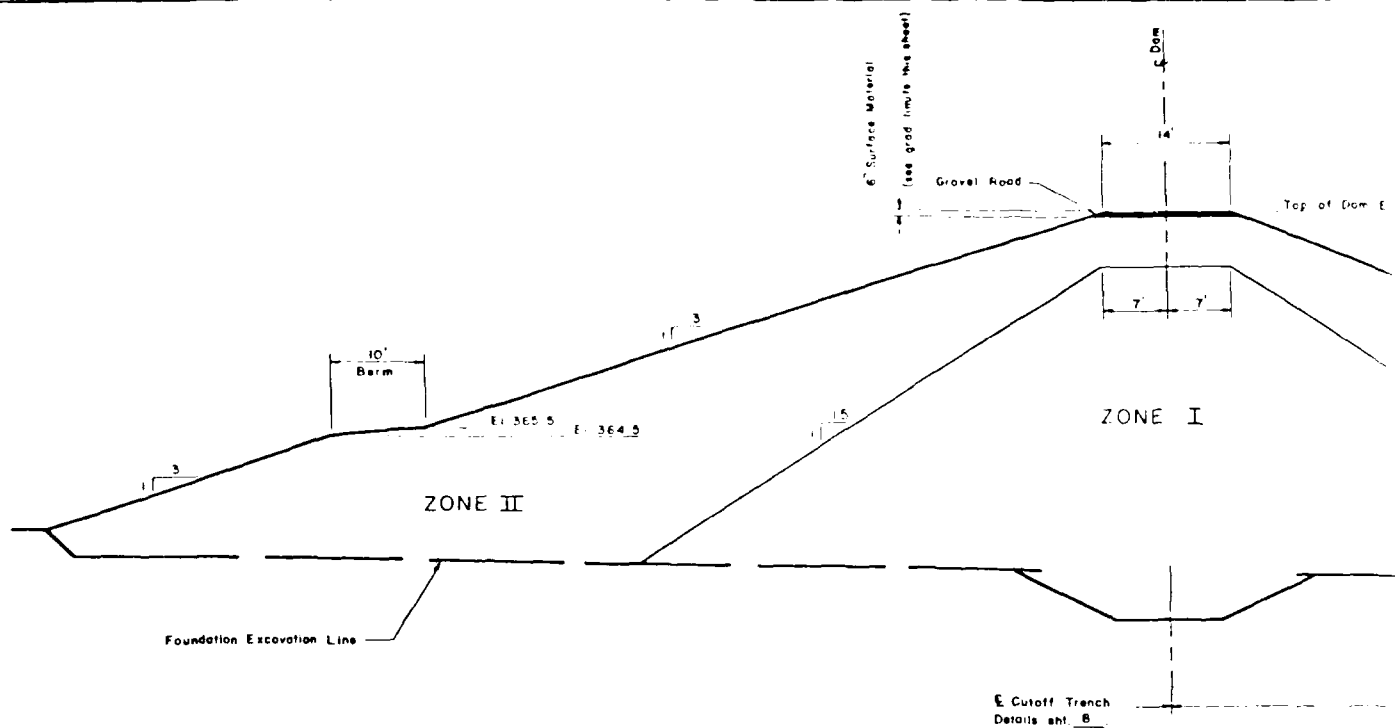 6" Surface Material
(see grad limits this sheet)
℄ Dam
14'
Gravel Road
Top of Dam E
7' 7'
1 3
10'
Berm
El 365.5
El 364.5
1 1.5
ZONE I
1 3
ZONE II
Foundation Excavation Line
℄ Cutoff Trench
Details sht. 8